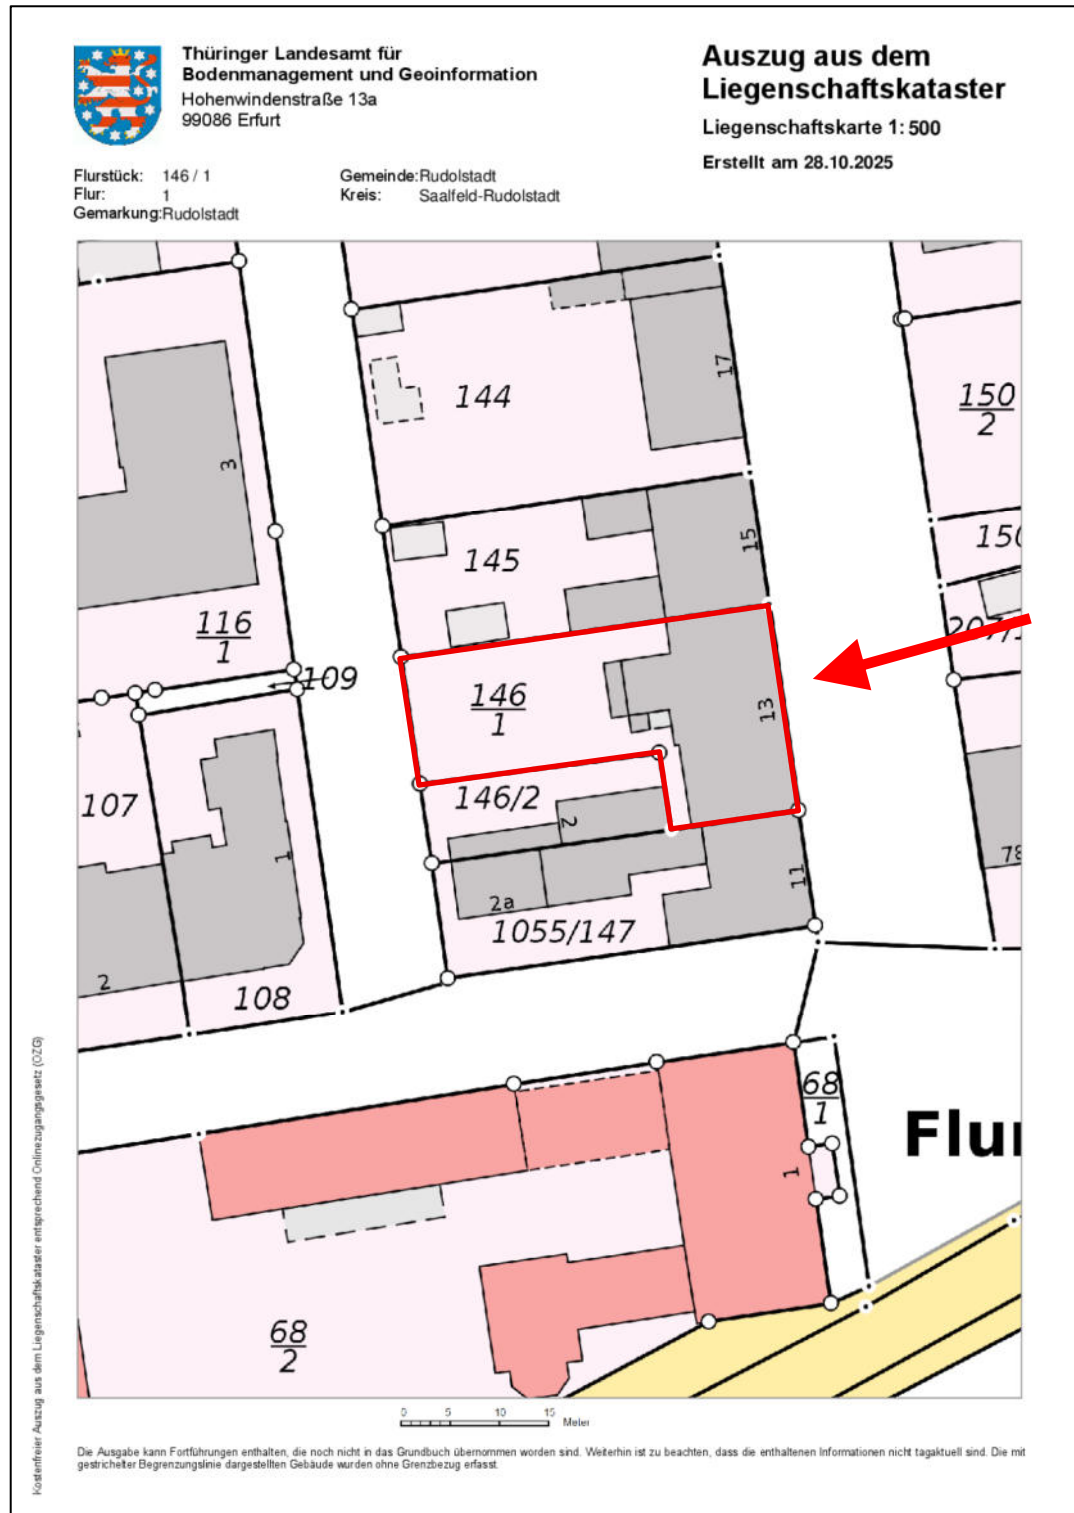 Thüringer Landesamt für
Bodenmanagement und Geoinformation
Hohenwindenstraße 13a
99086 Erfurt
Auszug aus dem
Liegenschaftskataster
Liegenschaftskarte 1: 500
Erstellt am 28.10.2025
Flurstück: 146 / 1
Flur: 1
Gemarkung: Rudolstadt
Gemeinde: Rudolstadt
Kreis: Saalfeld-Rudolstadt
17
144
150
2
3
15
150
145
116
1
207/
109
146
1
13
107
146/2
2
1
78
11
2a
1055/147
2
108
68
1
Flur
1
68
2
0 5 10 15 Meter
Kostenfreier Auszug aus dem Liegenschaftskataster entsprechend Onlinezugangsgesetz (OZG)
Die Ausgabe kann Fortführungen enthalten, die noch nicht in das Grundbuch übernommen worden sind. Weiterhin ist zu beachten, dass die enthaltenen Informationen nicht tagaktuell sind. Die mit
gestrichelter Begrenzungslinie dargestellten Gebäude wurden ohne Grenzbezug erfasst.